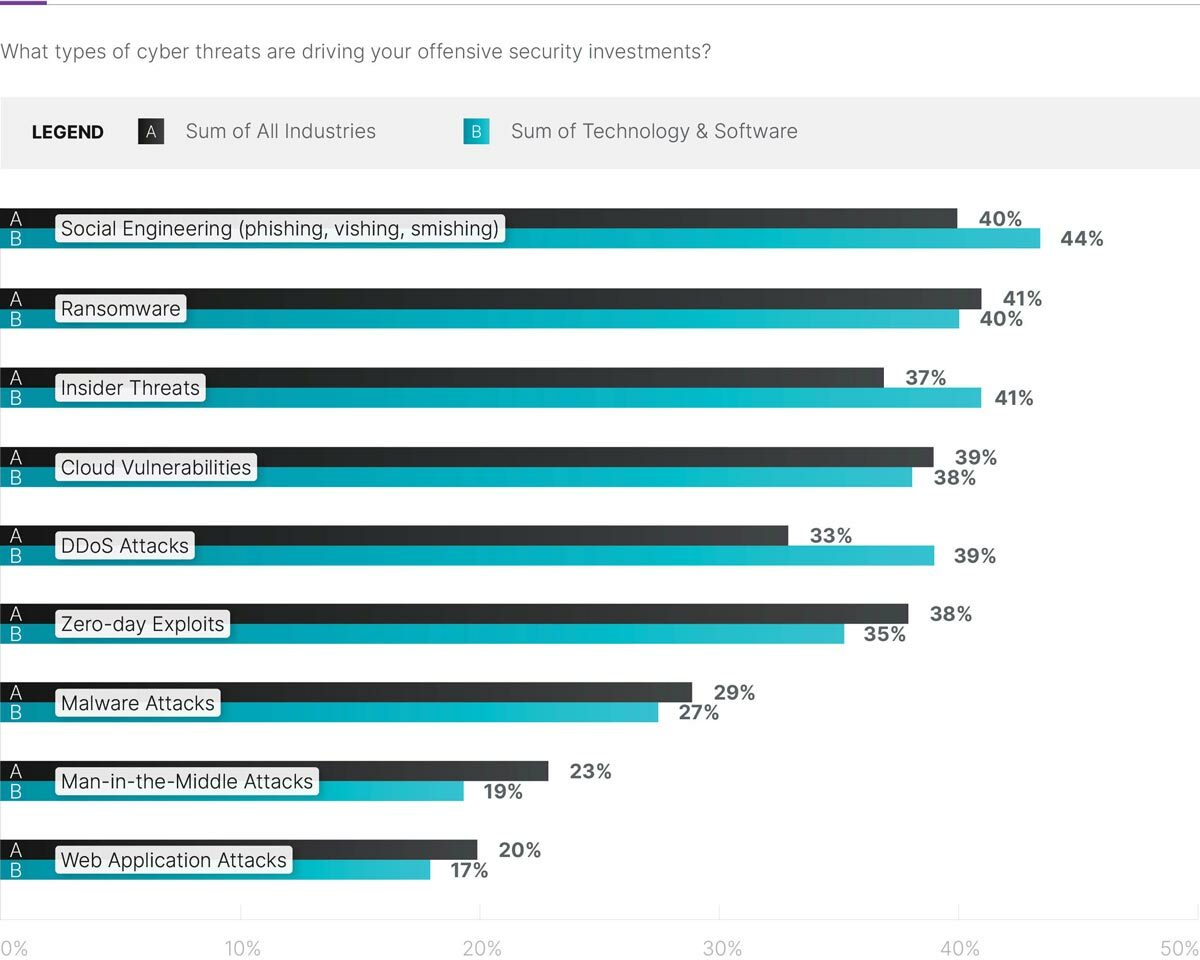 What types of cyber threats are driving your offensive security investments?
LEGEND A Sum of All Industries B Sum of Technology & Software
A 40%
Social Engineering (phishing, vishing, smishing)
B 44%
A 41%
Ransomware
B 40%
A 37%
Insider Threats
B 41%
A 39%
Cloud Vulnerabilities
B 38%
A 33%
DDoS Attacks
B 39%
A 38%
Zero-day Exploits
B 35%
A 29%
Malware Attacks
B 27%
A 23%
Man-in-the-Middle Attacks
B 19%
A 20%
Web Application Attacks
B 17%
0% 10% 20% 30% 40% 50%